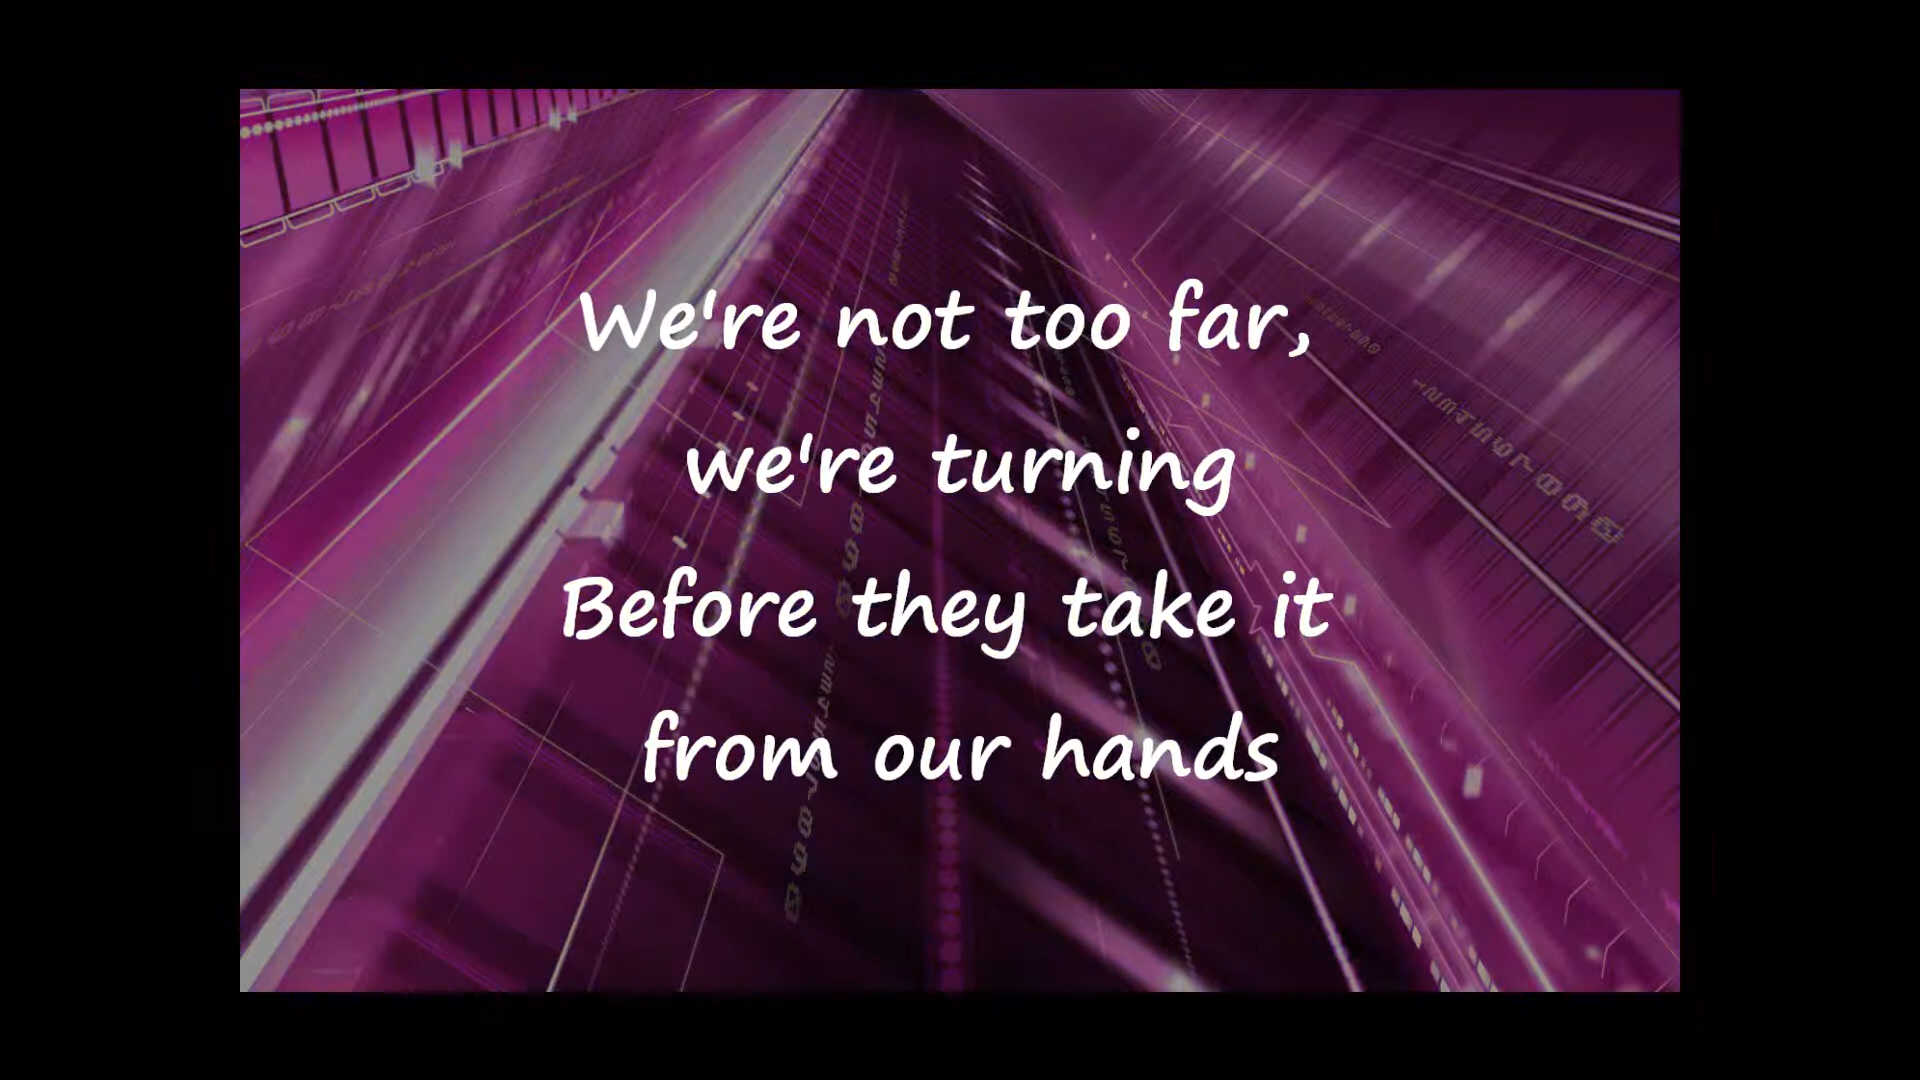 We're not too far,
we're turning
Before they take it
from our hands